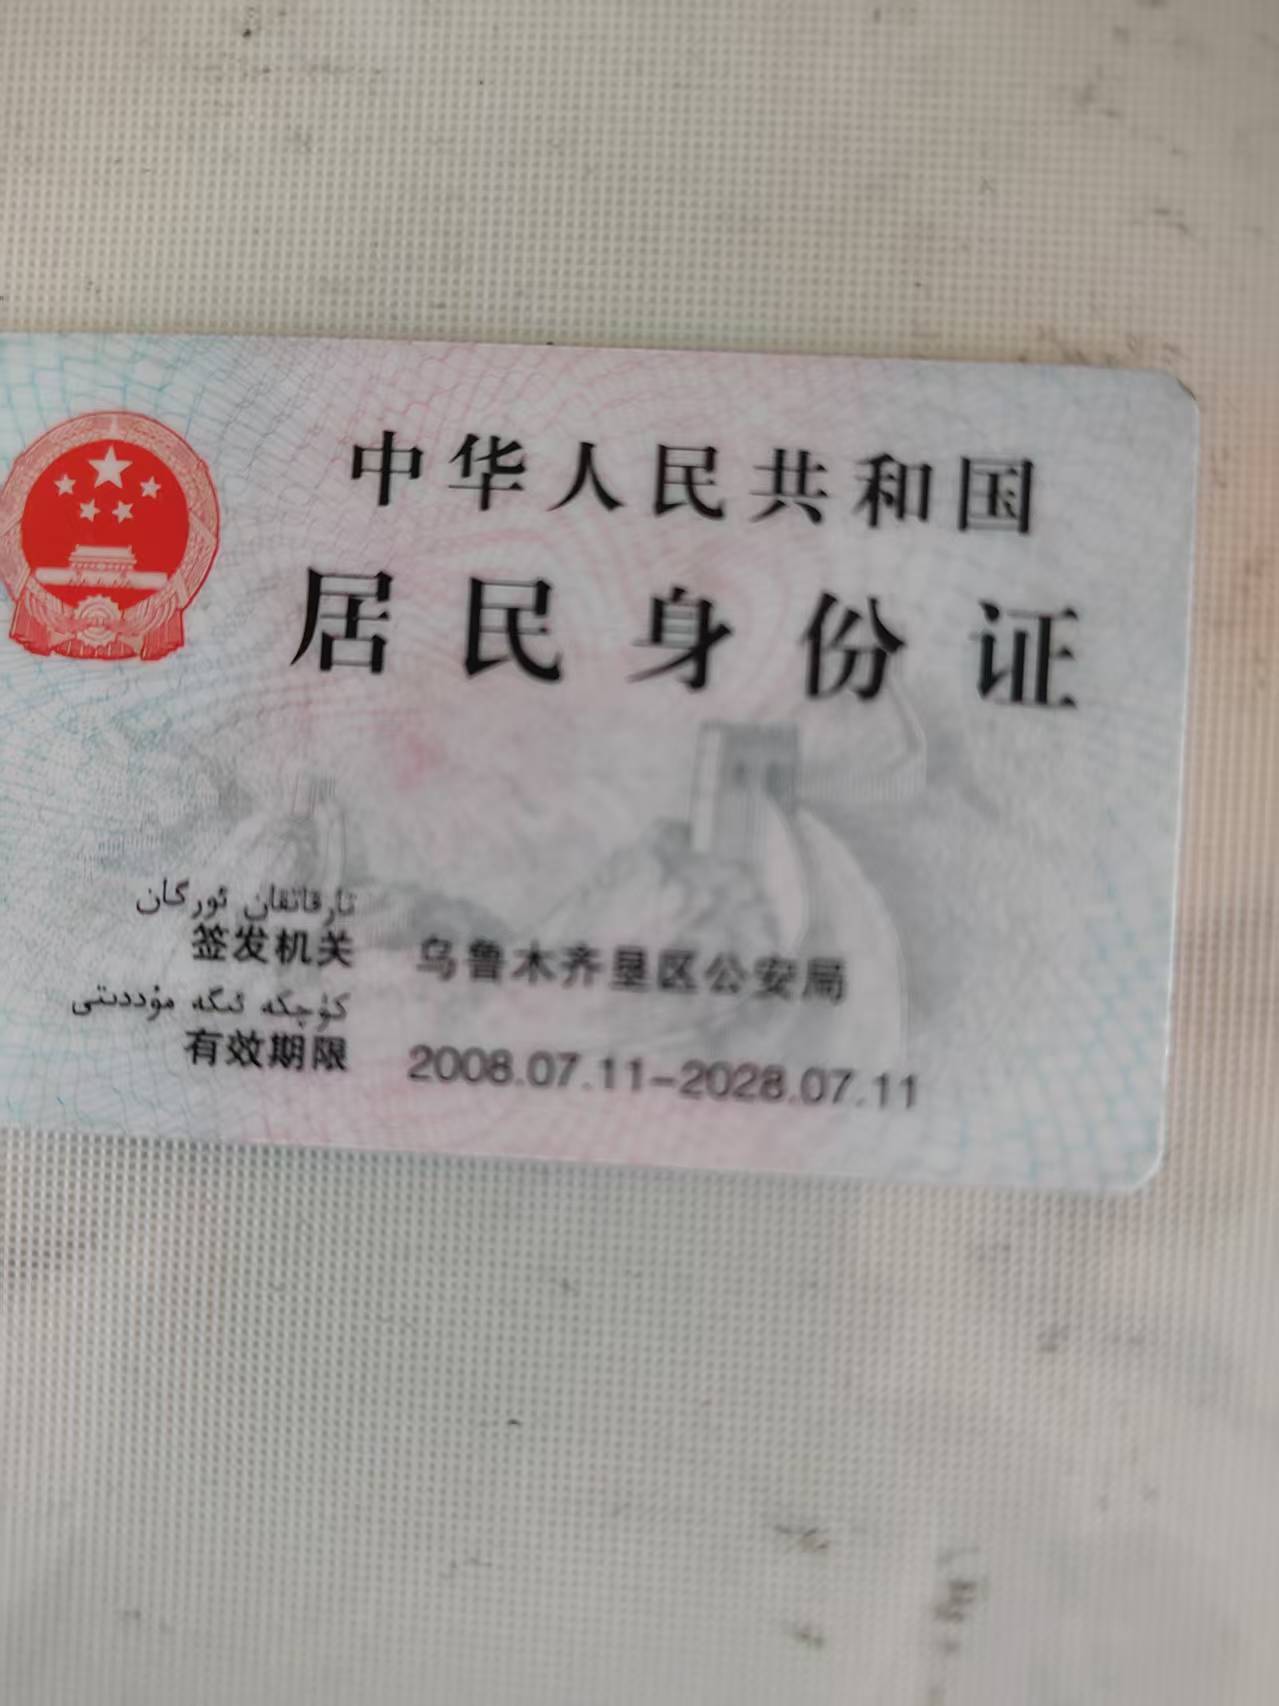 中华人民共和国
居民身份证
تارقاتقان ئورگان
签发机关 乌鲁木齐垦区公安局
كۈچكە ئىگە مۇددىتى
有效期限 2008.07.11-2028.07.11